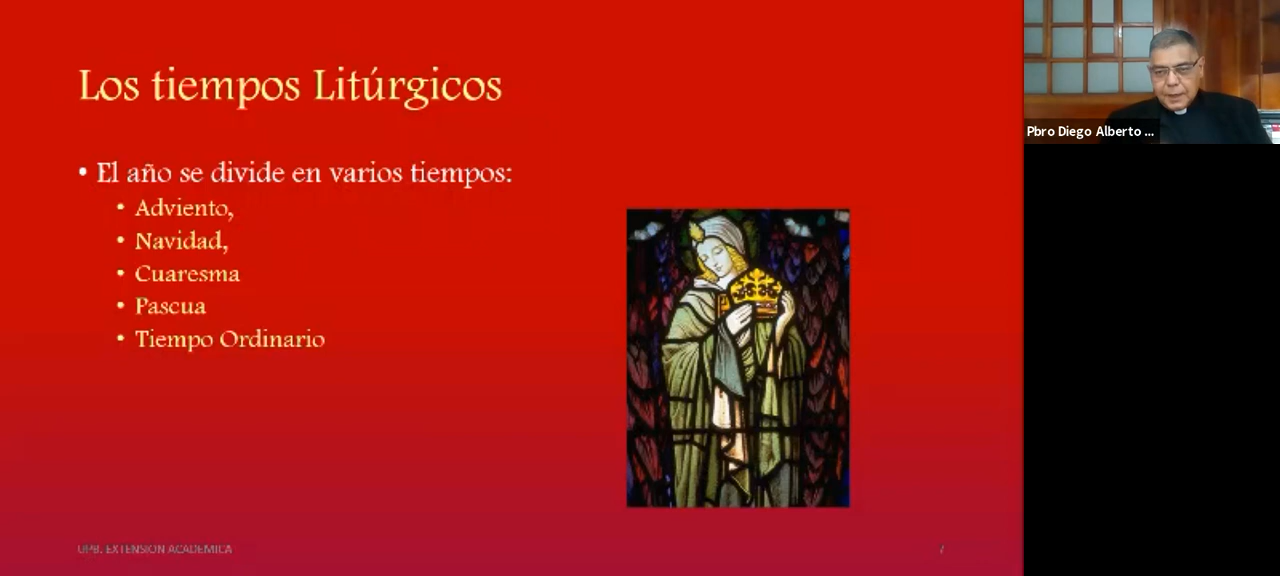 Los tiempos Litúrgicos
• El año se divide en varios tiempos:
• Adviento,
• Navidad,
• Cuaresma
• Pascua
• Tiempo Ordinario
UPB. EXTENSION ACADEMICA
7
Pbro Diego Alberto ...